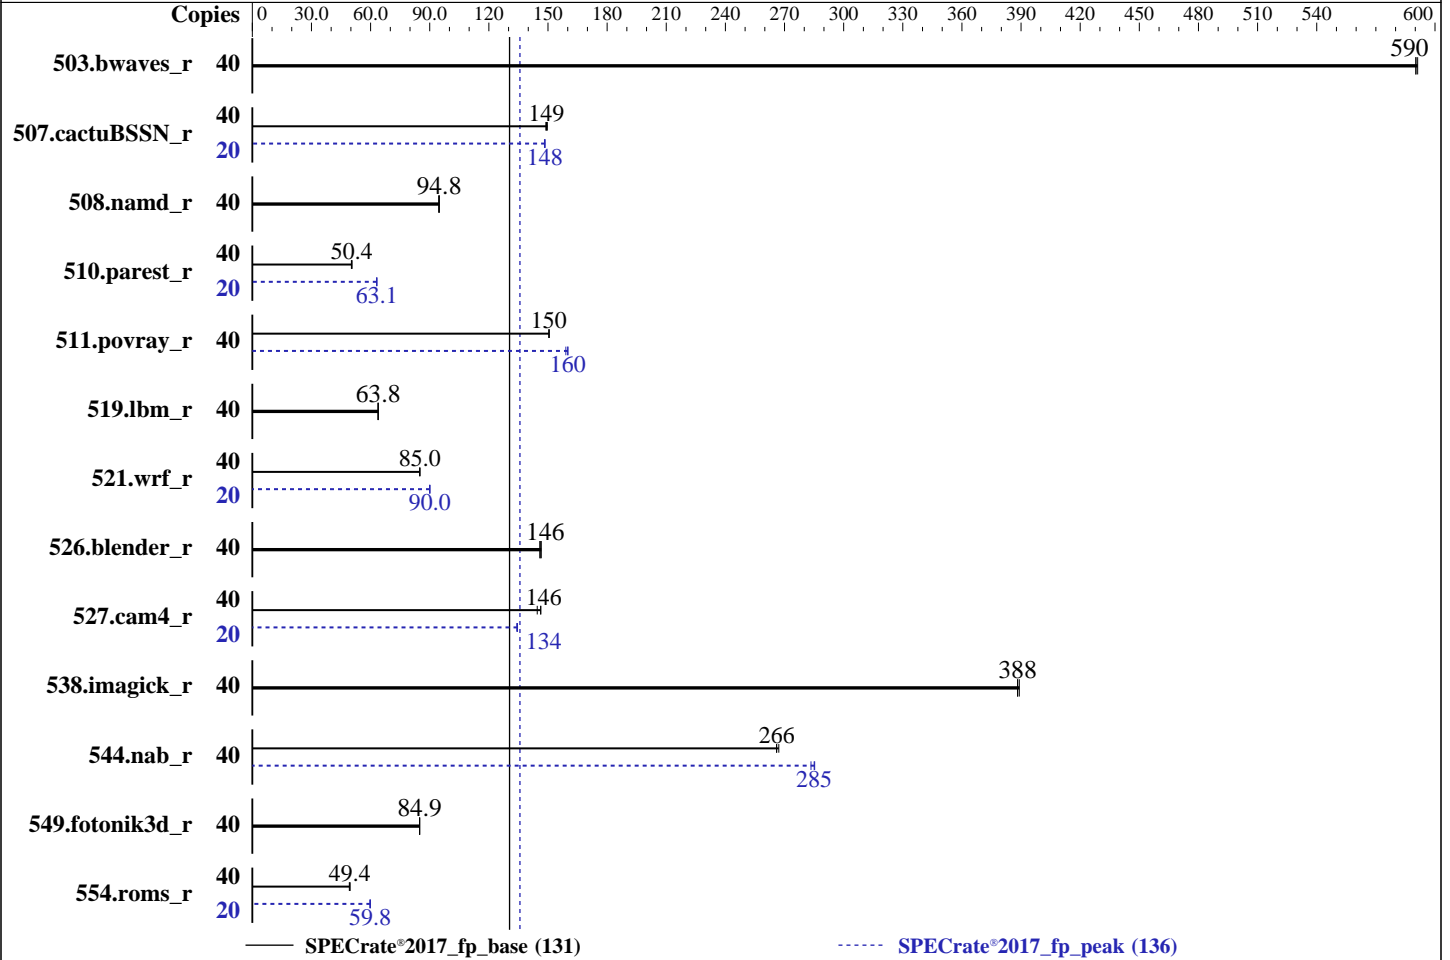 Copies 0 30.0 60.0 90.0 120 150 180 210 240 270 300 330 360 390 420 450 480 510 540 600
503.bwaves_r 40 590
507.cactuBSSN_r 40 149
20 148
508.namd_r 40 94.8
510.parest_r 40 50.4
20 63.1
511.povray_r 40 150
160
519.lbm_r 40 63.8
521.wrf_r 40 85.0
20 90.0
526.blender_r 40 146
527.cam4_r 40 146
20 134
538.imagick_r 40 388
544.nab_r 40 266
285
549.fotonik3d_r 40 84.9
554.roms_r 40 49.4
20 59.8
SPECrate®2017_fp_base (131) SPECrate®2017_fp_peak (136)